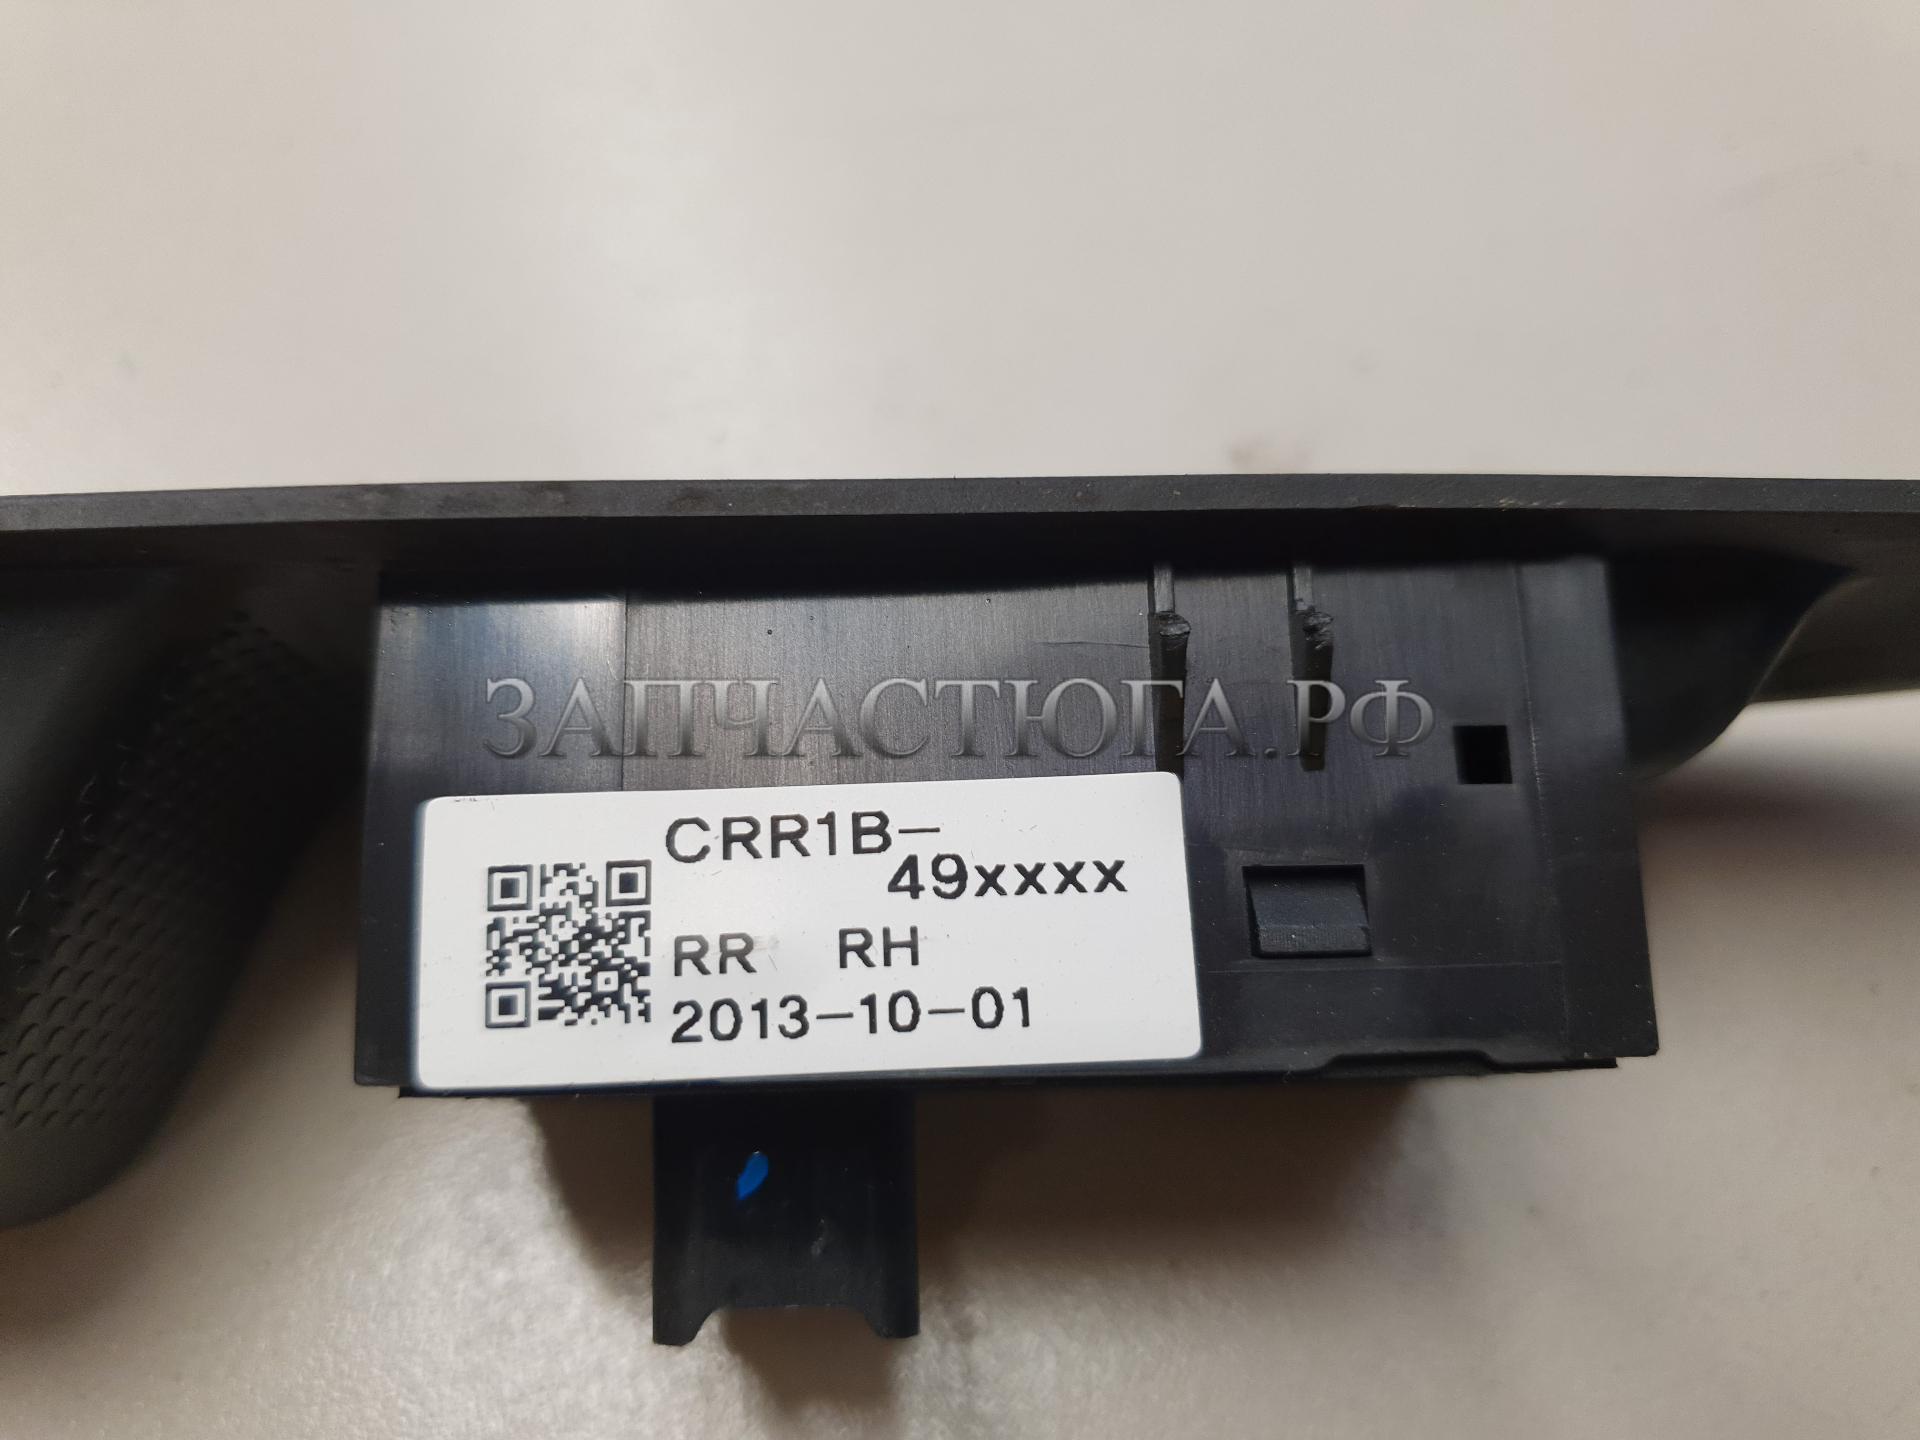 ЗАПЧАСТЮГА.РФ
CRR1B-
49xxxx
RR RH
2013-10-01